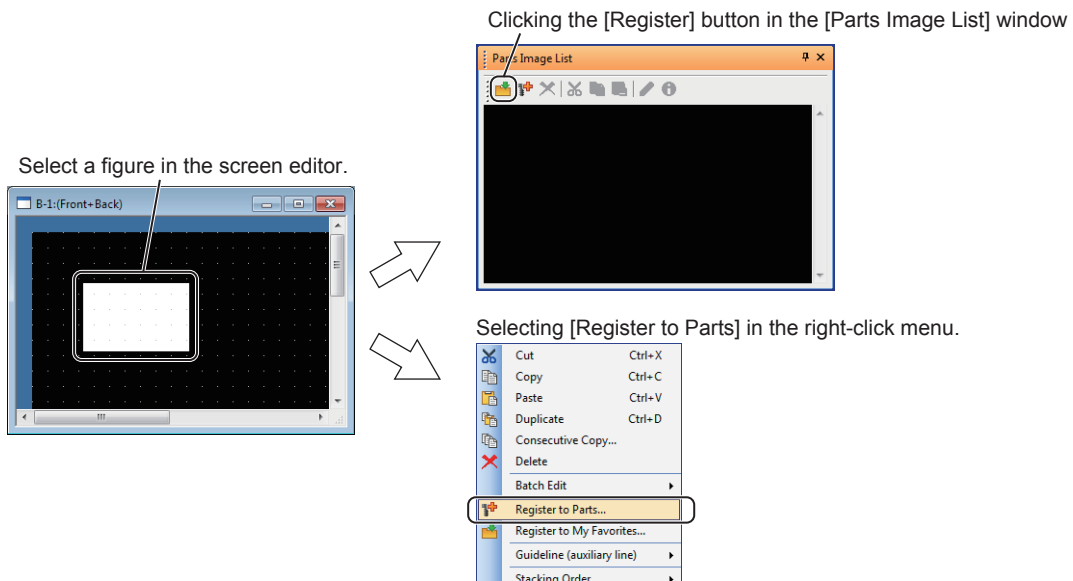 Clicking the [Register] button in the [Parts Image List] window
Parts Image List
Select a figure in the screen editor.
B-1:(Front+Back)
Selecting [Register to Parts] in the right-click menu.
Cut Ctrl+X
Copy Ctrl+C
Paste Ctrl+V
Duplicate Ctrl+D
Consecutive Copy...
Delete
Batch Edit
Register to Parts...
Register to My Favorites...
Guideline (auxiliary line)
Stacking Order